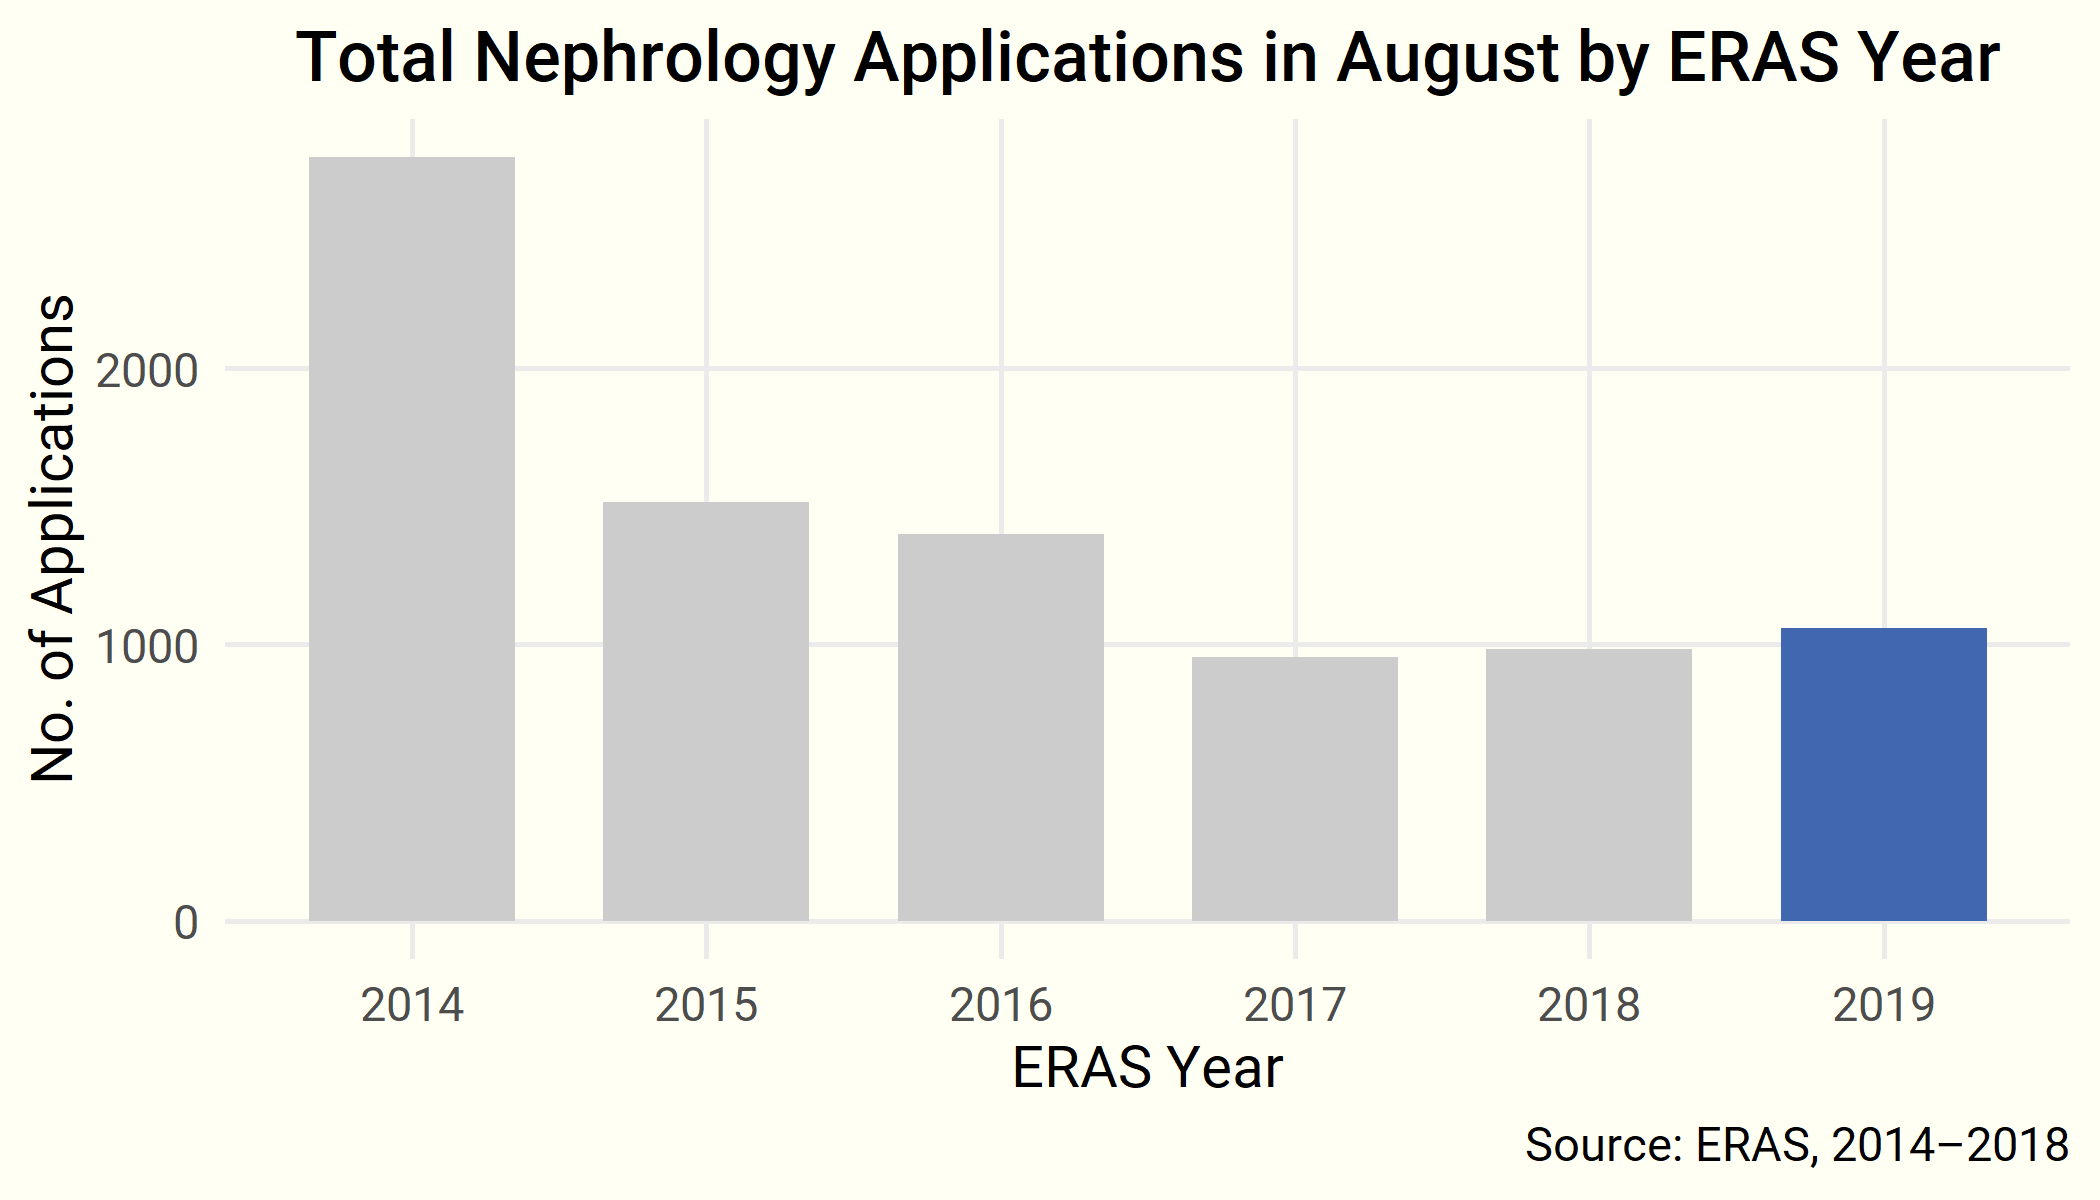 Total Nephrology Applications in August by ERAS Year
No. of Applications
2000
1000
0
2014 2015 2016 2017 2018 2019
ERAS Year
Source: ERAS, 2014–2018